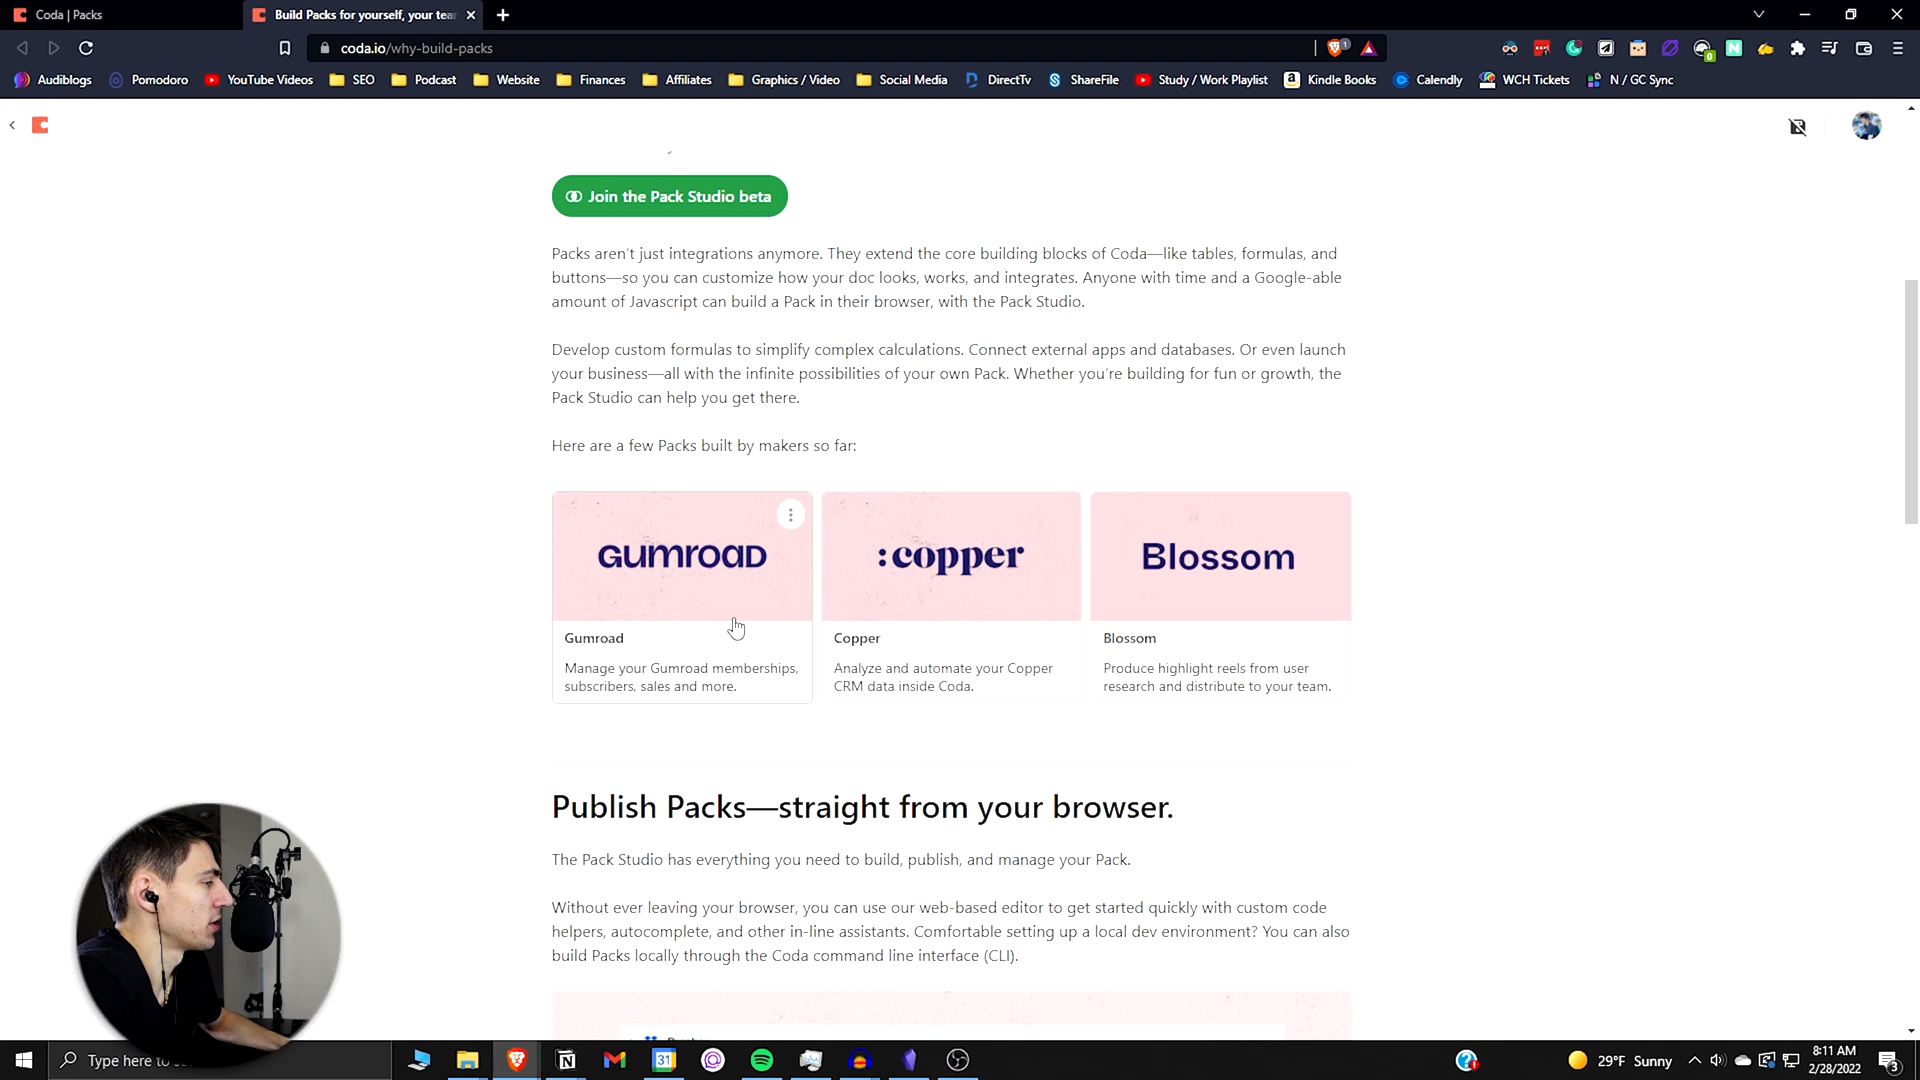 Coda | Packs
Build Packs for yourself, your tea
coda.io/why-build-packs
1
0
Audiblogs
Pomodoro
YouTube Videos
SEO
Podcast
Website
Finances
Affiliates
Graphics / Video
Social Media
DirectTv
ShareFile
Study / Work Playlist
Kindle Books
Calendly
WCH Tickets
N / GC Sync
Join the Pack Studio beta
Packs aren't just integrations anymore. They extend the core building blocks of Coda—like tables, formulas, and
buttons—so you can customize how your doc looks, works, and integrates. Anyone with time and a Google-able
amount of Javascript can build a Pack in their browser, with the Pack Studio.
Develop custom formulas to simplify complex calculations. Connect external apps and databases. Or even launch
your business—all with the infinite possibilities of your own Pack. Whether you're building for fun or growth, the
Pack Studio can help you get there.
Here are a few Packs built by makers so far:
GUMROAD
:copper
Blossom
Gumroad
Manage your Gumroad memberships,
subscribers, sales and more.
Copper
Analyze and automate your Copper
CRM data inside Coda.
Blossom
Produce highlight reels from user
research and distribute to your team.
Publish Packs—straight from your browser.
The Pack Studio has everything you need to build, publish, and manage your Pack.
Without ever leaving your browser, you can use our web-based editor to get started quickly with custom code
helpers, autocomplete, and other in-line assistants. Comfortable setting up a local dev environment? You can also
build Packs locally through the Coda command line interface (CLI).
Type here to
31
29°F Sunny
8:11 AM
2/28/2022
3